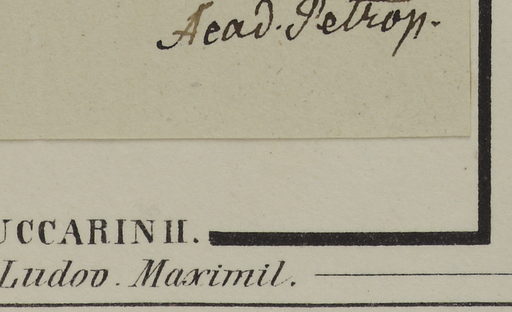 Acad. Petrop.
UCCARINII.
Ludov. Maximil.